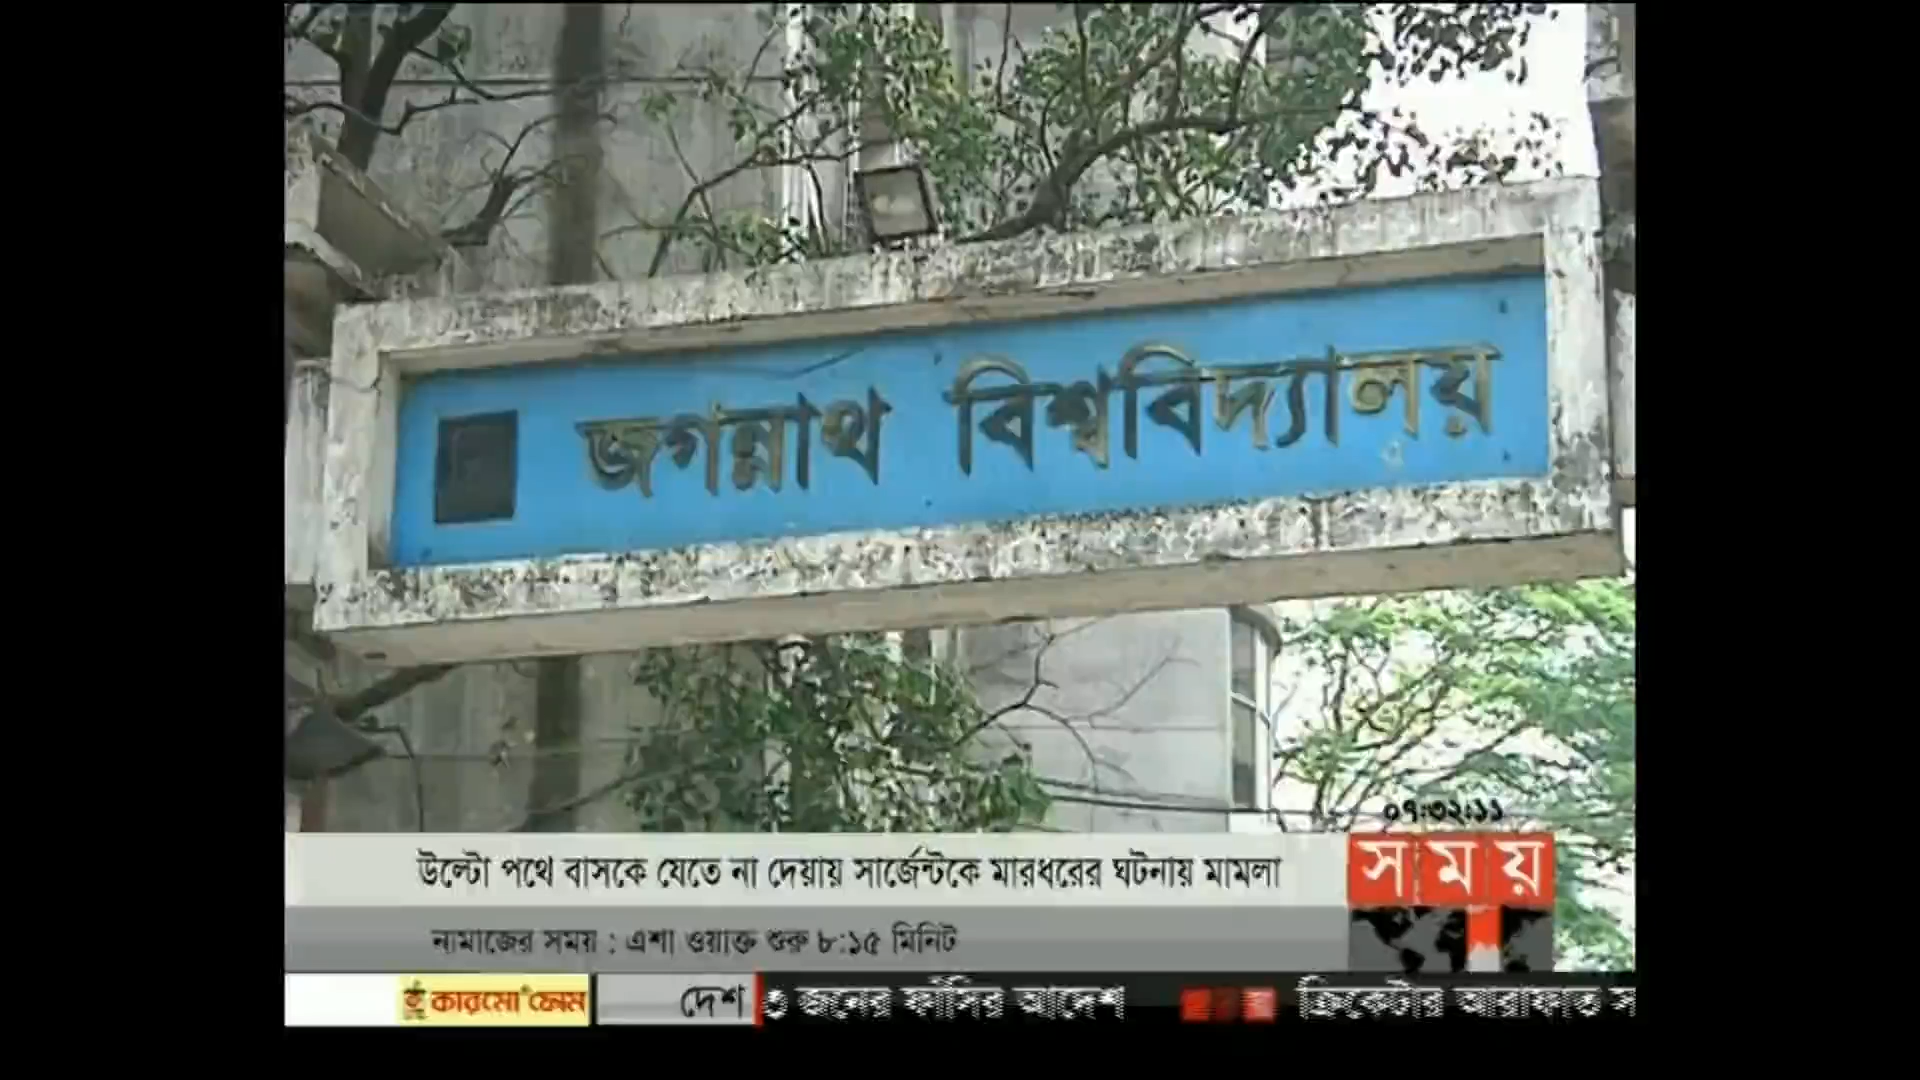 জগন্নাথ বিশ্ববিদ্যালয়
০৭:৩২:১১
উল্টো পথে বাসকে যেতে না দেয়ায় সার্জেন্টকে মারধরের ঘটনায় মামলা
সময়
নামাজের সময় : এশা ওয়াক্ত শুরু ৮:১৫ মিনিট
কারমো ফোম দেশ ৩ জনের ফাঁসির আদেশ ক্রিকেটার আরাফাত